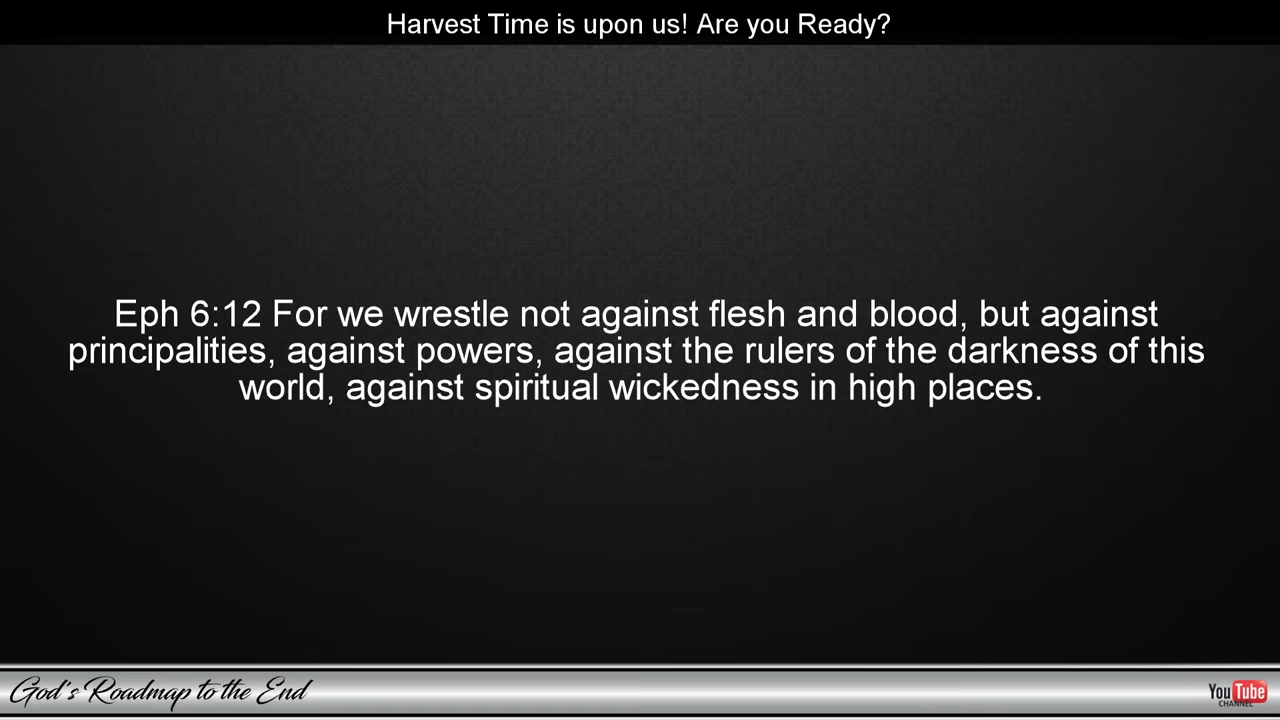 Harvest Time is upon us! Are you Ready?
Eph 6:12 For we wrestle not against flesh and blood, but against
principalities, against powers, against the rulers of the darkness of this
world, against spiritual wickedness in high places.
God's Roadmap to the End
YouTube
CHANNEL